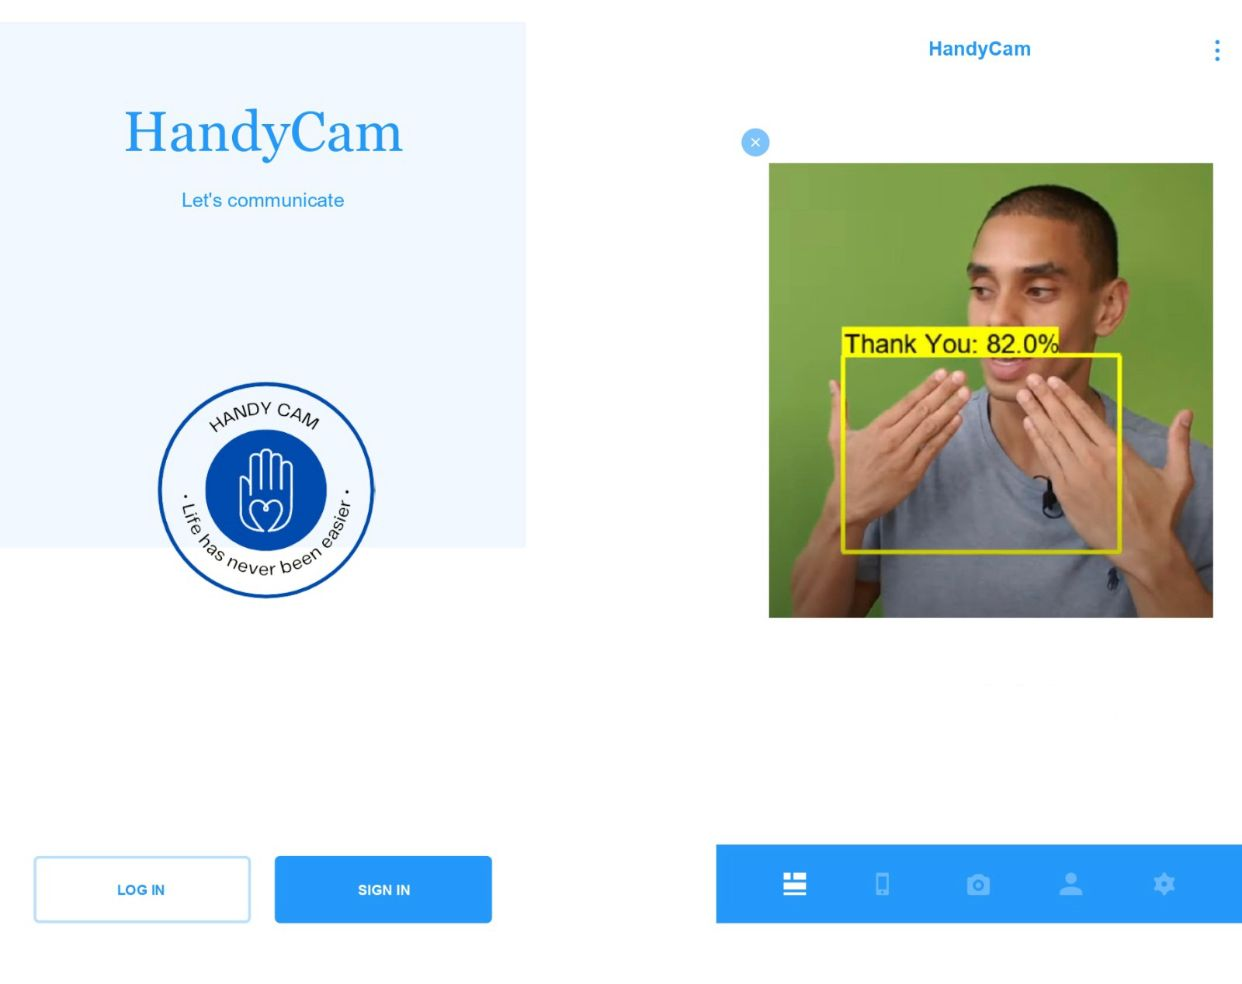 HandyCam
Let's communicate
HANDY CAM
• Life has never been easier •
LOG IN
SIGN IN
HandyCam
Thank You: 82.0%